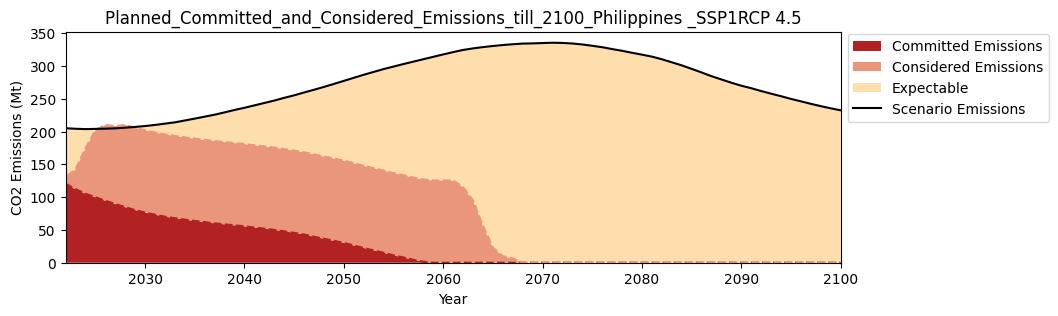 Planned_Committed_and_Considered_Emissions_till_2100_Philippines _SSP1RCP 4.5
CO2 Emissions (Mt)
350
300
250
200
150
100
50
0
2030
2040
2050
2060
2070
2080
2090
2100
Year
Committed Emissions
Considered Emissions
Expectable
Scenario Emissions